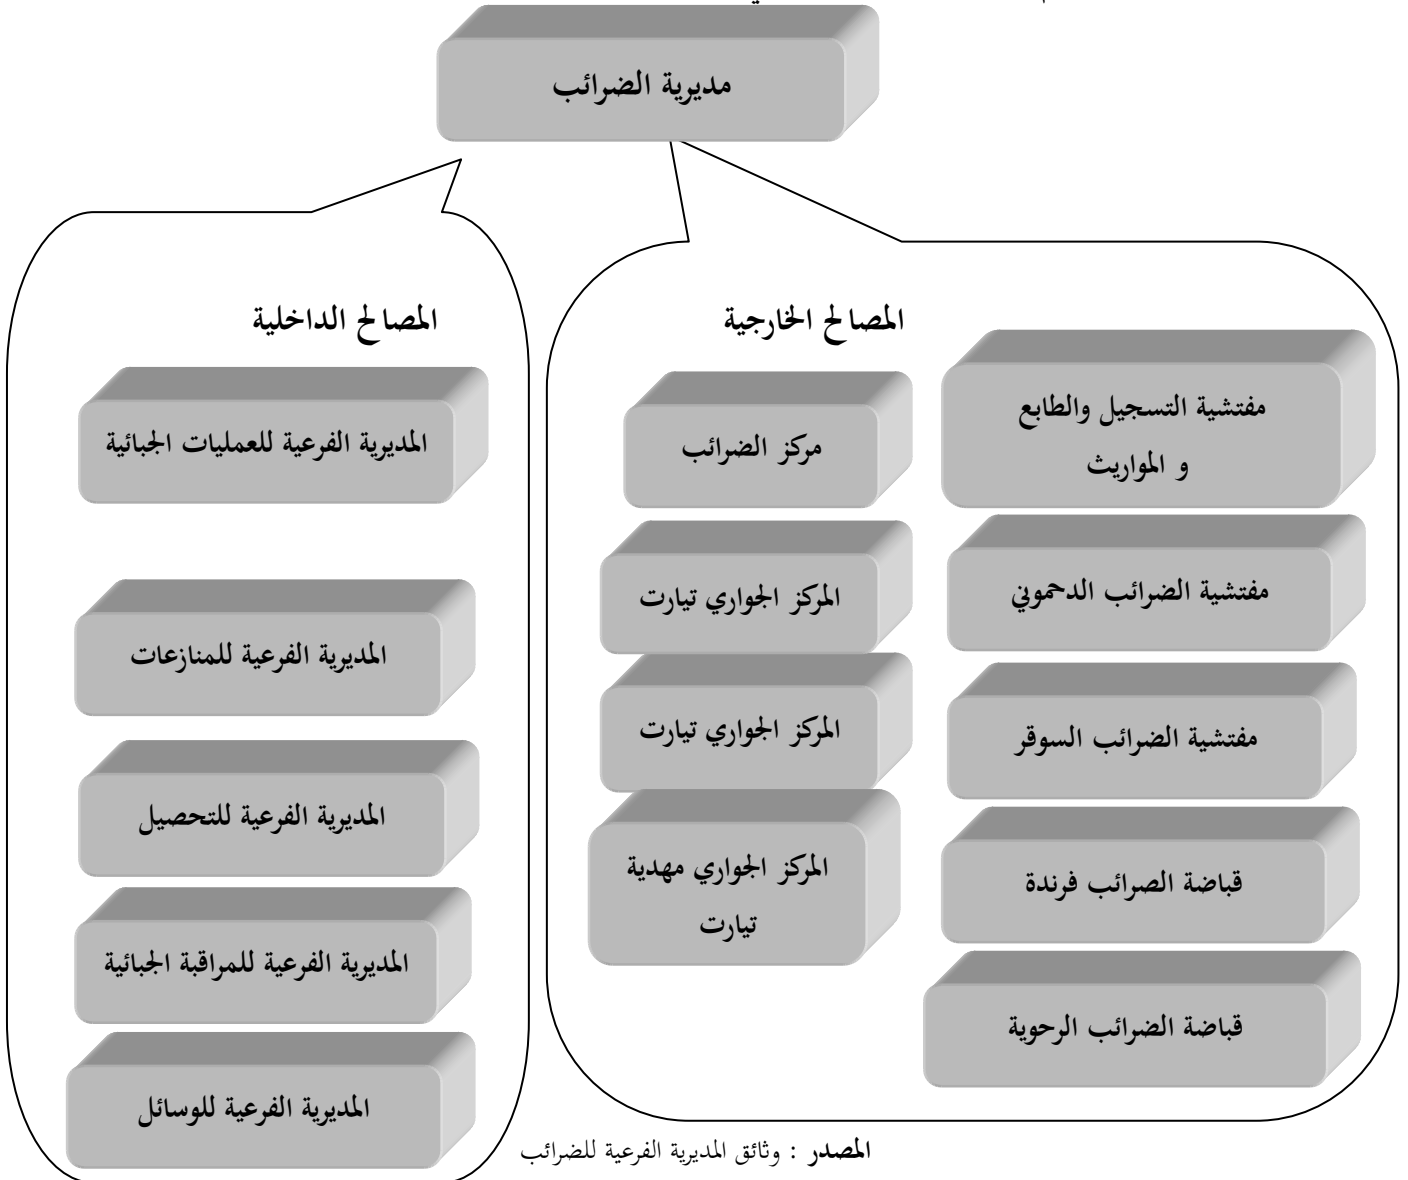 مديرية الضرائب
المصالح الخارجية
مفتشية التسجيل والطابع
و المواريث
مفتشية الضرائب الدحموني
مفتشية الضرائب السوقر
قباضة الصرائب فرندة
قباضة الضرائب الرحوية
مركز الضرائب
المركز الجواري تيارت
المركز الجواري تيارت
المركز الجواري مهدية
تيارت
المصالح الداخلية
المديرية الفرعية للعمليات الجبائية
المديرية الفرعية للمنازعات
المديرية الفرعية للتحصيل
المديرية الفرعية للمراقبة الجبائية
المديرية الفرعية للوسائل
المصدر : وثائق المديرية الفرعية للضرائب